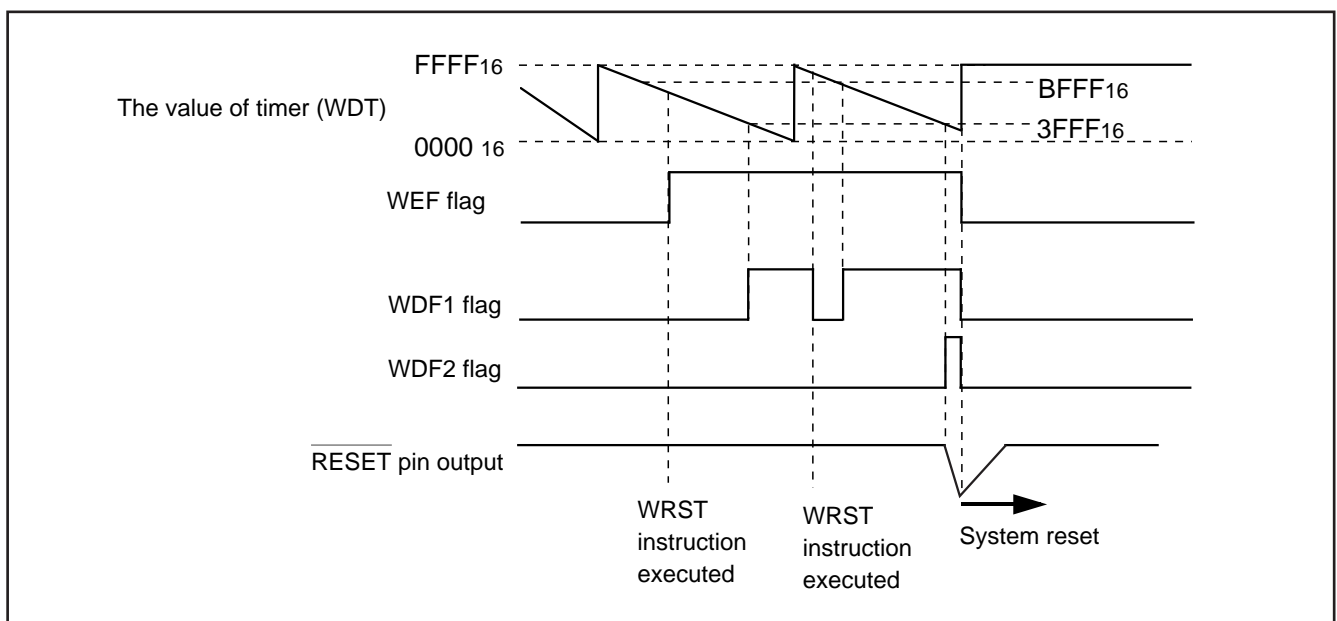 FFFF16
BFFF16
The value of timer (WDT)
3FFF16
0000 16
WEF flag
WDF1 flag
WDF2 flag
RESET pin output
WRST
instruction
executed
WRST
instruction
executed
System reset